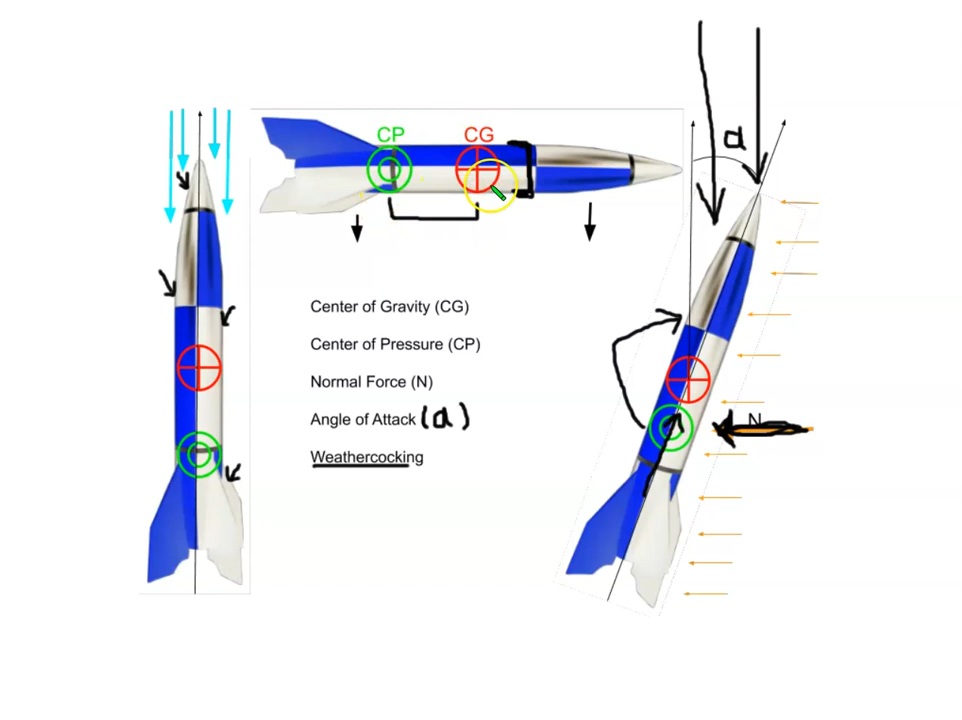 CP CG
a
Center of Gravity (CG)
Center of Pressure (CP)
Normal Force (N)
Angle of Attack (a)
N
Weathercocking